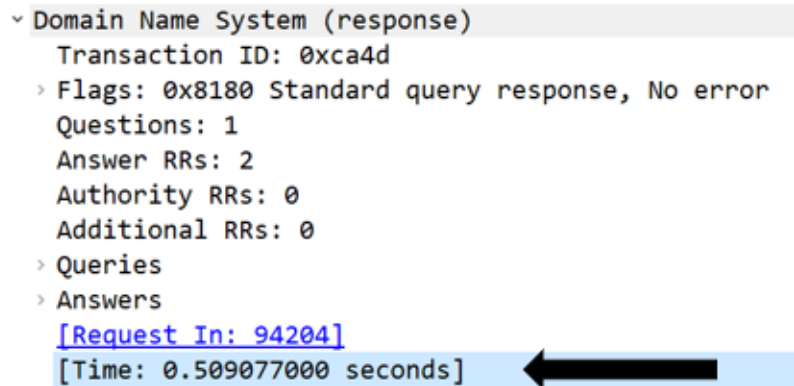 Domain Name System (response)
Transaction ID: 0xca4d
Flags: 0x8180 Standard query response, No error
Questions: 1
Answer RRs: 2
Authority RRs: 0
Additional RRs: 0
Queries
Answers
[Request In: 94204]
[Time: 0.509077000 seconds]